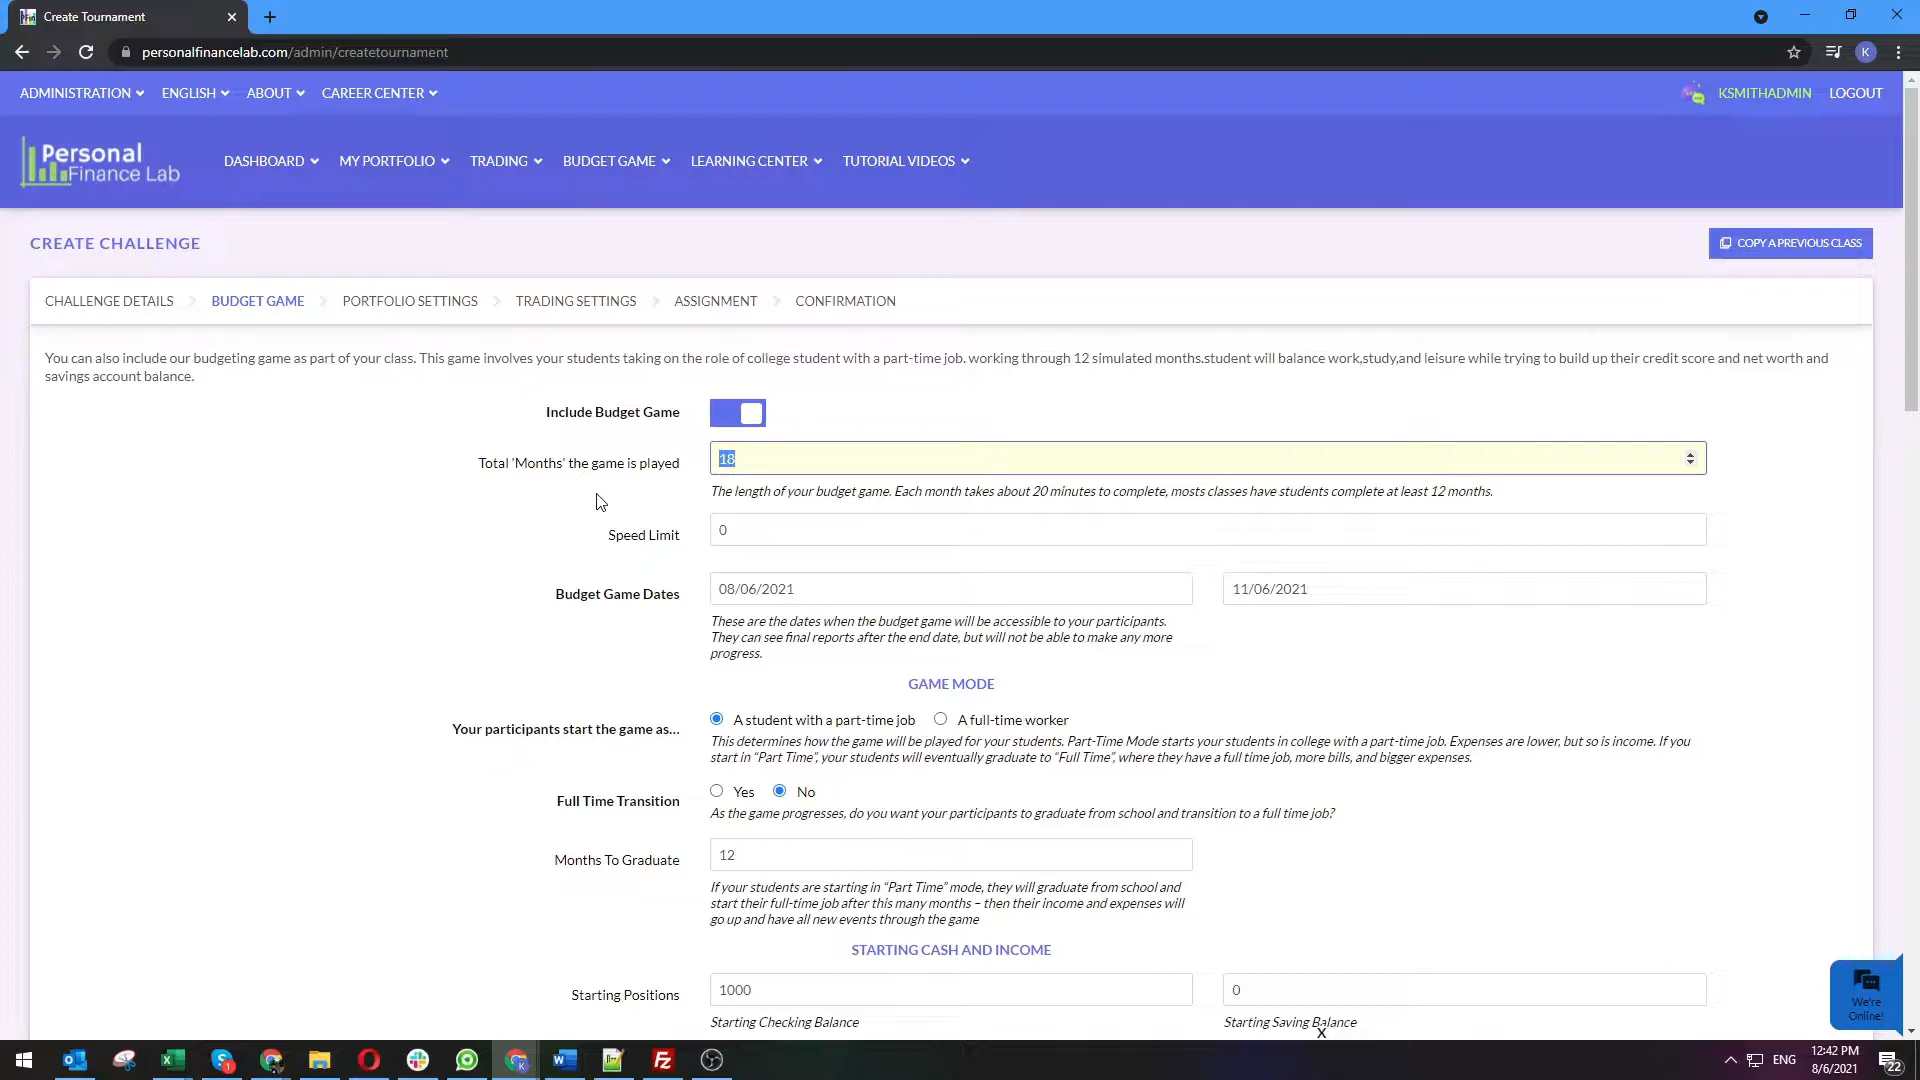 Create Tournament
personalfinancelab.com/admin/createtournament
K
ADMINISTRATION ENGLISH ABOUT CAREER CENTER
KSMITHADMIN LOGOUT
Personal
Finance Lab
DASHBOARD MY PORTFOLIO TRADING BUDGET GAME LEARNING CENTER TUTORIAL VIDEOS
CREATE CHALLENGE
COPY A PREVIOUS CLASS
CHALLENGE DETAILS BUDGET GAME PORTFOLIO SETTINGS TRADING SETTINGS ASSIGNMENT CONFIRMATION
You can also include our budgeting game as part of your class. This game involves your students taking on the role of college student with a part-time job. working through 12 simulated months.student will balance work,study,and leisure while trying to build up their credit score and net worth and
savings account balance.
Include Budget Game
Total 'Months' the game is played
18
The length of your budget game. Each month takes about 20 minutes to complete, mosts classes have students complete at least 12 months.
Speed Limit
0
Budget Game Dates
08/06/2021
11/06/2021
These are the dates when the budget game will be accessible to your participants.
They can see final reports after the end date, but will not be able to make any more
progress.
GAME MODE
Your participants start the game as...
A student with a part-time job
A full-time worker
This determines how the game will be played for your students. Part-Time Mode starts your students in college with a part-time job. Expenses are lower, but so is income. If you
start in “Part Time”, your students will eventually graduate to “Full Time”, where they have a full time job, more bills, and bigger expenses.
Full Time Transition
Yes
No
As the game progresses, do you want your participants to graduate from school and transition to a full time job?
Months To Graduate
12
If your students are starting in “Part Time” mode, they will graduate from school and
start their full-time job after this many months – then their income and expenses will
go up and have all new events through the game
STARTING CASH AND INCOME
Starting Positions
1000
0
Starting Checking Balance
Starting Saving Balance
X
We're
Online!
ENG
12:42 PM
8/6/2021
22